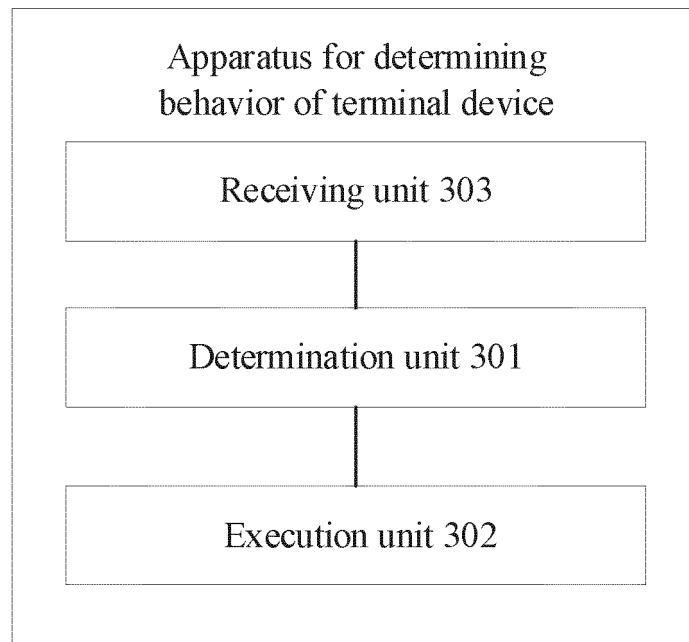 Apparatus for determining
behavior of terminal device
Receiving unit 303
Determination unit 301
Execution unit 302